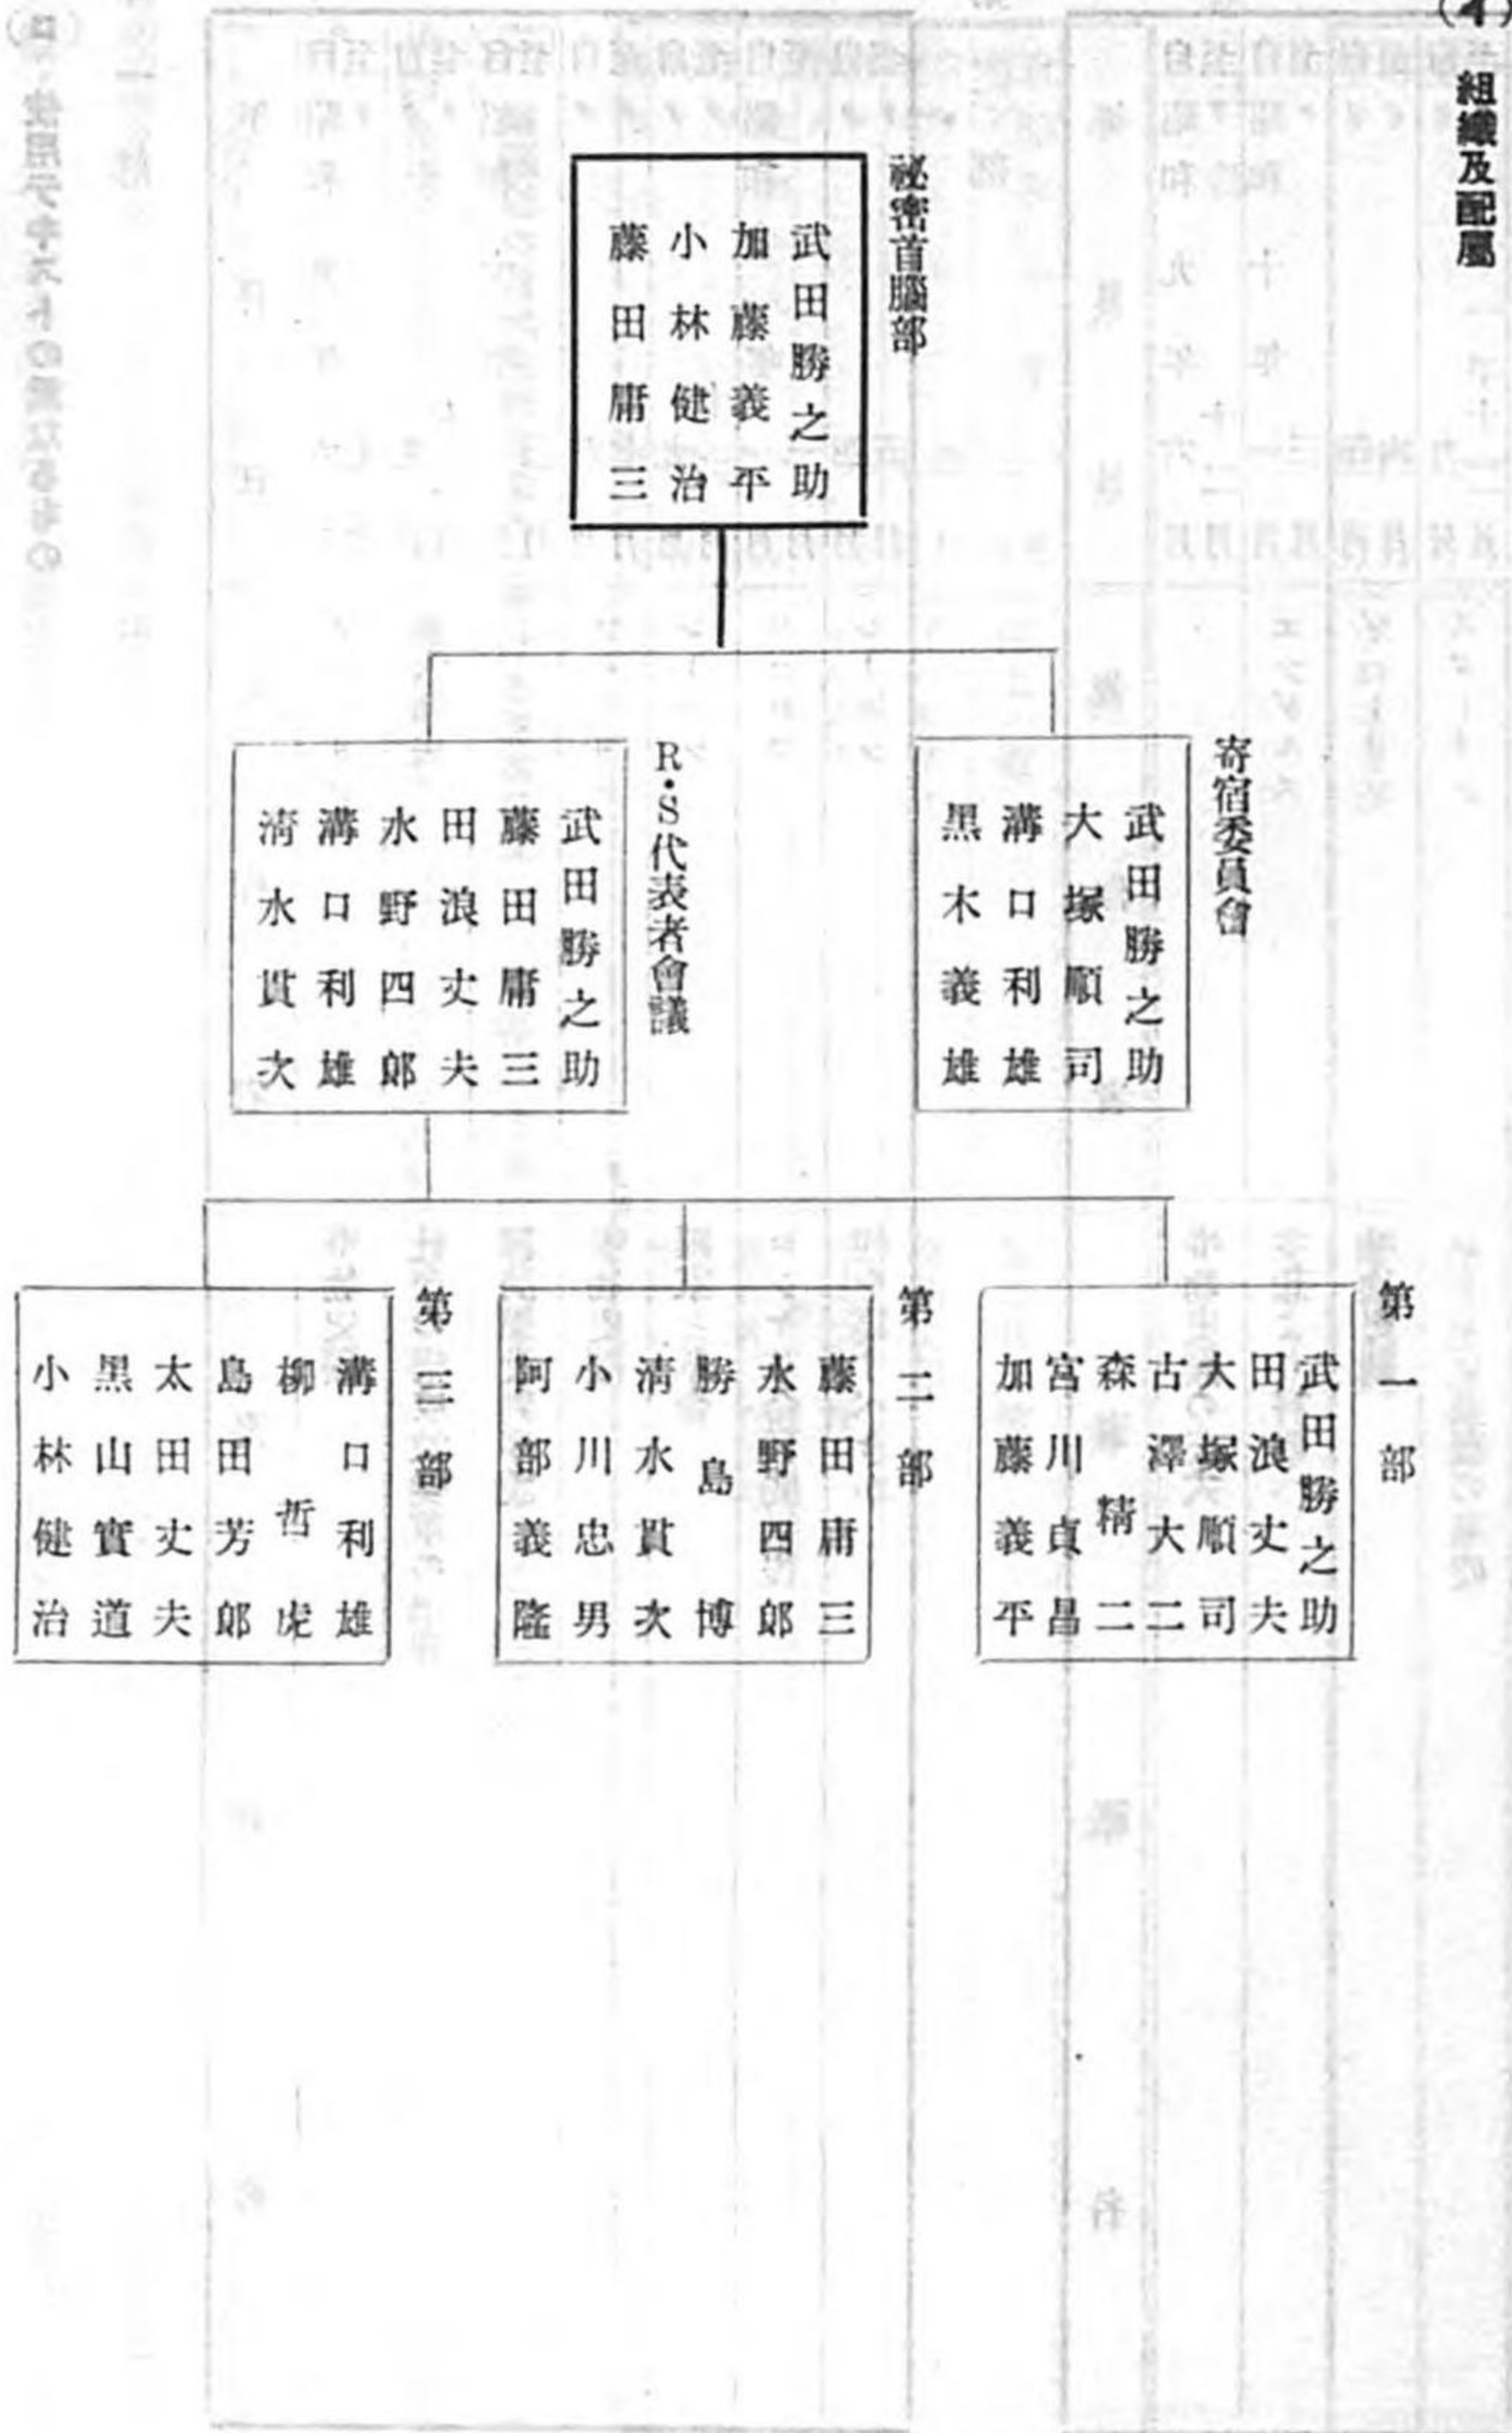 (イ) 組織及配屬
祕密首腦部
武田勝之助
加藤義平
小林健治
藤田庸三
寄宿委員會
武田勝之助
大塚順司
溝口利雄
黒木義雄
R・S代表者會議
武田勝之助
藤田庸三
田浪丈夫
水野四郎
溝口利雄
淸水貫次
第一部
武田勝之助
田浪丈夫
大塚順司
古澤大二
森精二
宮川貞昌
加藤義平
第二部
藤田庸三
水野四郎
勝島博
淸水貫次
小川忠男
阿部義隆
第三部
溝口利雄
柳哲虎
島田芳郎
太田丈夫
黒山實道
小林健治